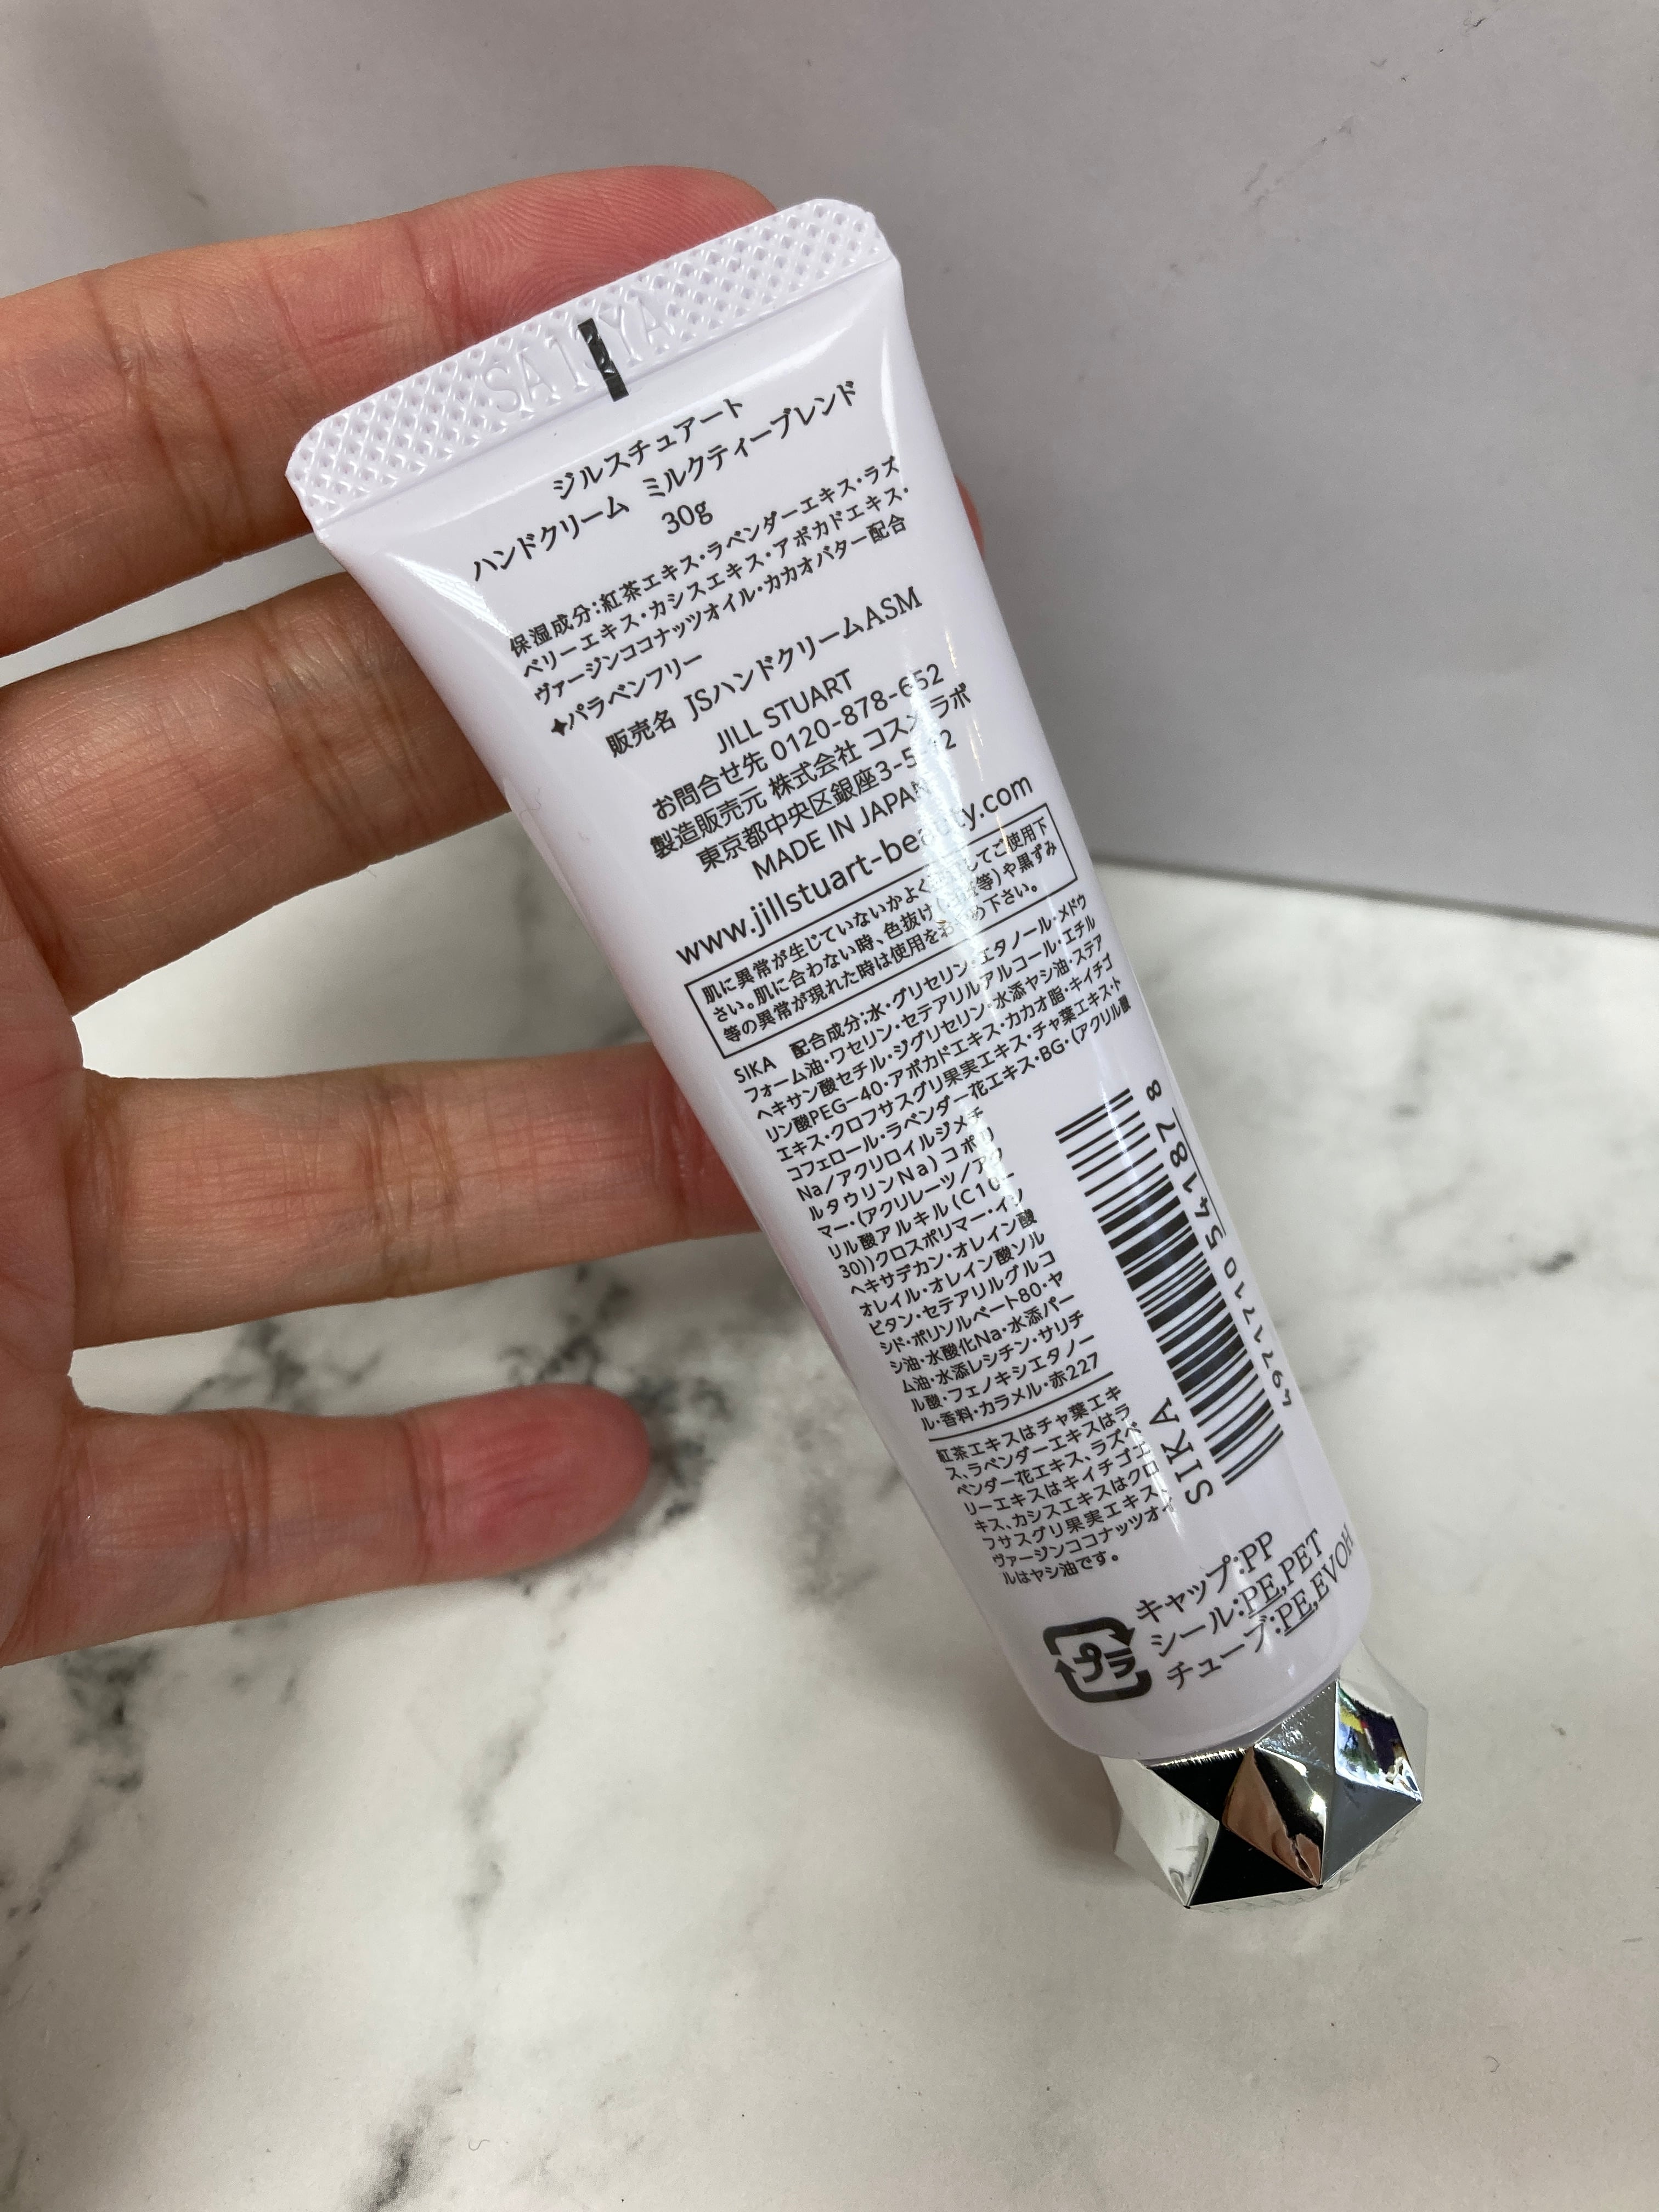 ジルスチュアート
ハンドクリーム ミルクティーブレンド
30g
保湿成分:紅茶エキス・ラベンダーエキス・ラズ
ベリーエキス・カシスエキス・アボカドエキス・
ヴァージンココナッツオイル・カカオバター配合
✦パラベンフリー
販売名 JSハンドクリームASM
JILL STUART
お問合せ先 0120-878-652
製造販売元 株式会社 コスメ ラボ
東京都中央区銀座
MADE IN JAPAN
www.jillstuart-beauty.com
肌に異常が生じていないかよく してご使用下
さい。肌に合わない時、色抜け( 等)や黒ずみ
等の異常が現れた時は使用を 下さい。
SIKA 配合成分:水・グリセリン・エタノール・メドウ
フォーム油・ワセリン・セテアリルアルコール・エチル
ヘキサン酸セチル・ジグリセリン・水添ヤシ油・ステア
リン酸PEG-40・アボカドエキス・カカオ脂・キイチゴ
エキス・クロフサスグリ果実エキス・チャ葉エキス・ト
コフェロール・ラベンダー花エキス・BG・(アクリル酸
Na/アクリロイルジメチ
ルタウリンNa)コポリ
マー・(アクリレーツ/アク
リル酸アルキル(C10-
30))クロスポリマー・イソ
ヘキサデカン・オレイン酸
オレイル・オレイン酸ソル
ビタン・セテアリルグルコ
シド・ポリソルベート80・ヤ
シ油・水酸化Na・水添パー
ム油・水添レシチン・サリチ
ル酸・フェノキシエタノー
ル・香料・カラメル・赤227
紅茶エキスはチャ葉エキ
ス、ラベンダーエキスはラ
ベンダー花エキス、ラズベ
リーエキスはキイチゴエ
キス、カシスエキスはクロ
フサスグリ果実エキス、
ヴァージンココナッツオイ
ルはヤシ油です。
SIKA
プラ
キャップ:PP
シール:PE,PET
チューブ:PE,EVOH